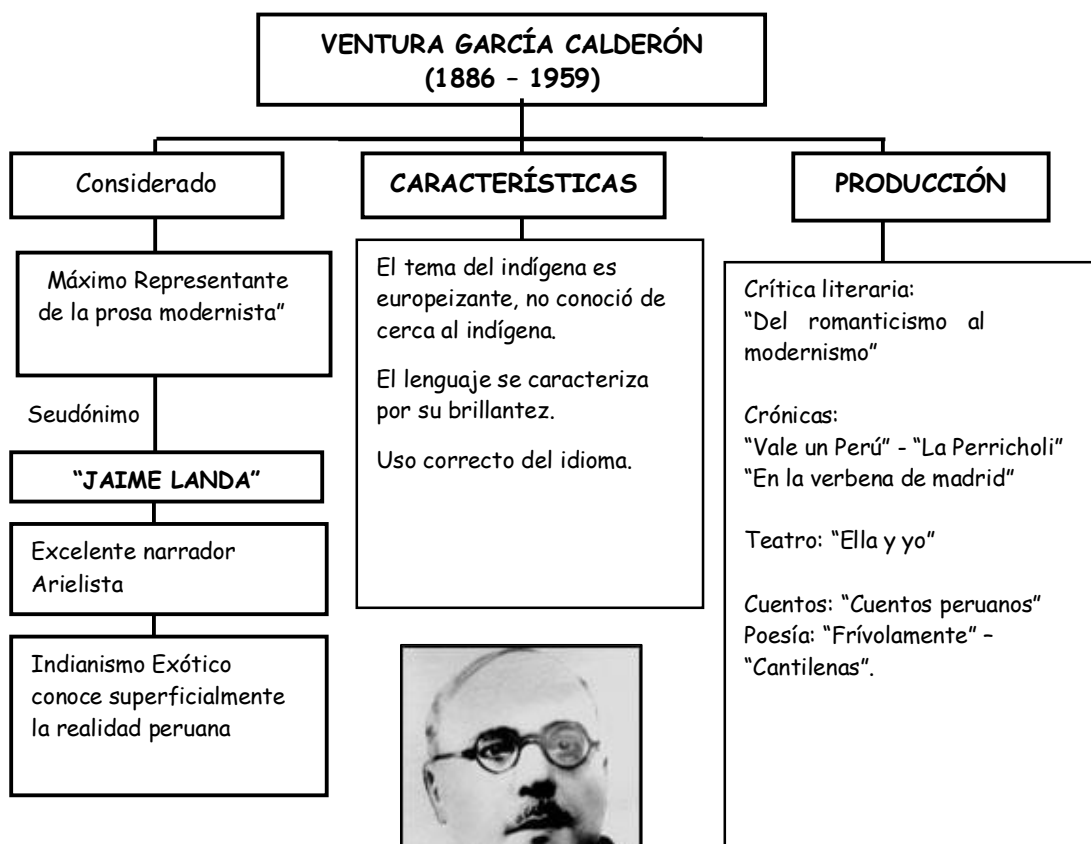 VENTURA GARCÍA CALDERÓN
(1886 – 1959)
Considerado
Máximo Representante
de la prosa modernista”
Seudónimo
“JAIME LANDA”
Excelente narrador
Arielista
Indianismo Exótico
conoce superficialmente
la realidad peruana
CARACTERÍSTICAS
El tema del indígena es
europeizante, no conoció de
cerca al indígena.
El lenguaje se caracteriza
por su brillantez.
Uso correcto del idioma.
PRODUCCIÓN
Crítica literaria:
“Del romanticismo al
modernismo”
Crónicas:
“Vale un Perú” - “La Perricholi”
“En la verbena de madrid”
Teatro: “Ella y yo”
Cuentos: “Cuentos peruanos”
Poesía: “Frívolamente” –
“Cantilenas”.